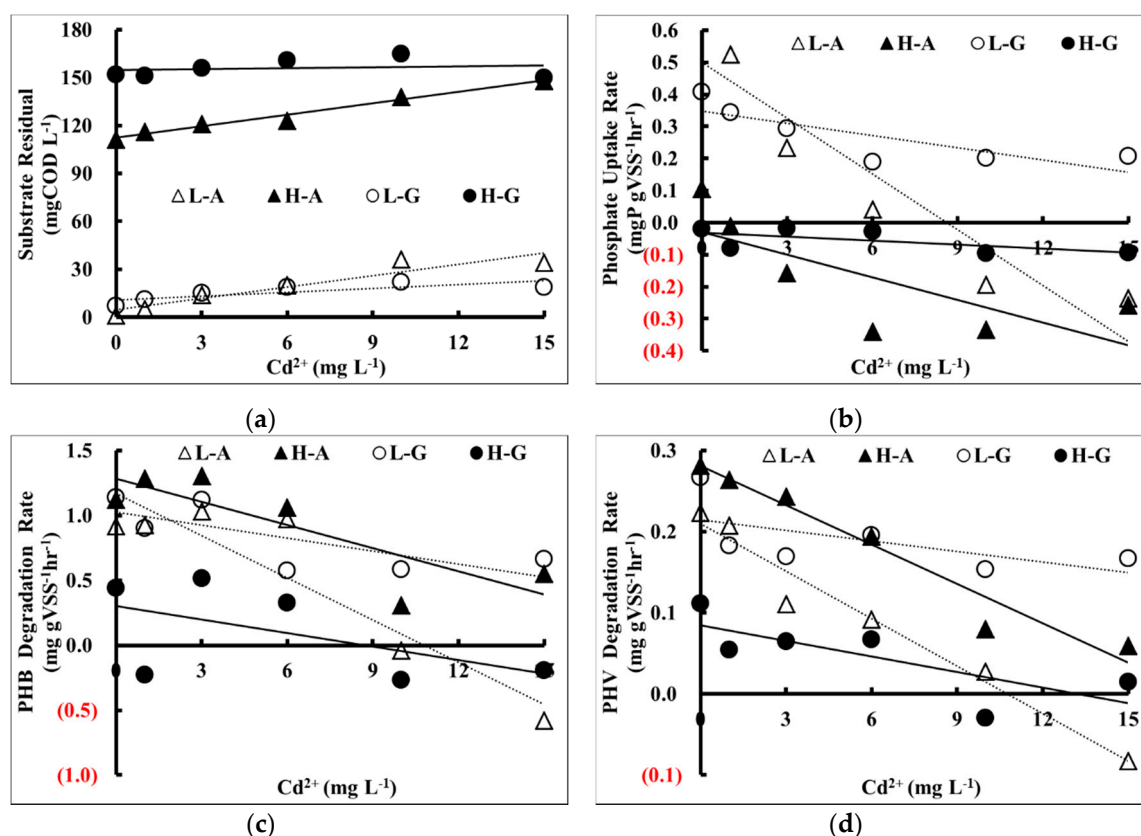 180
150
120
90
60
30
0
Substrate Residual
(mgCOD L-1)
L-A H-A L-G H-G
0 3 6 9 12 15
Cd2+ (mg L-1)
(a)
0.6
0.5
0.4
0.3
0.2
0.1
0.0
(0.1)
(0.2)
(0.3)
(0.4)
Phosphate Uptake Rate
(mgP gVSS-1hr-1)
L-A H-A L-G H-G
0 3 6 9 12 15
Cd2+ (mg L-1)
(b)
1.5
1.0
0.5
0.0
(0.5)
(1.0)
PHB Degradation Rate
(mg gVSS-1hr-1)
L-A H-A L-G H-G
0 3 6 9 12 15
Cd2+ (mg L-1)
(c)
0.3
0.2
0.1
0.0
(0.1)
PHV Degradation Rate
(mg gVSS-1hr-1)
L-A H-A L-G H-G
0 3 6 9 12 15
Cd2+ (mg L-1)
(d)